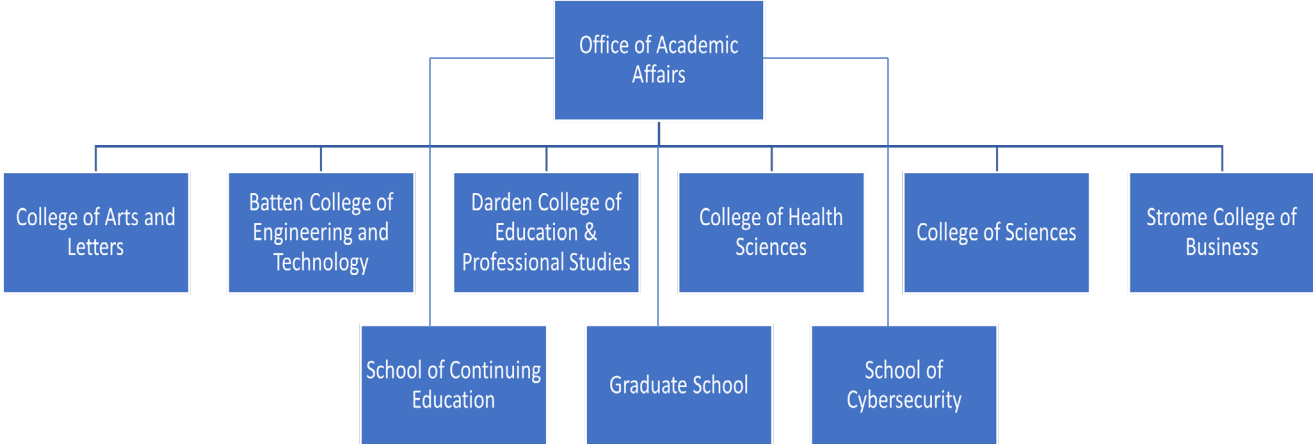 Office of Academic
Affairs
College of Arts and
Letters
Batten College of
Engineering and
Technology
Darden College of
Education &
Professional Studies
College of Health
Sciences
College of Sciences
Strome College of
Business
School of Continuing
Education
Graduate School
School of
Cybersecurity